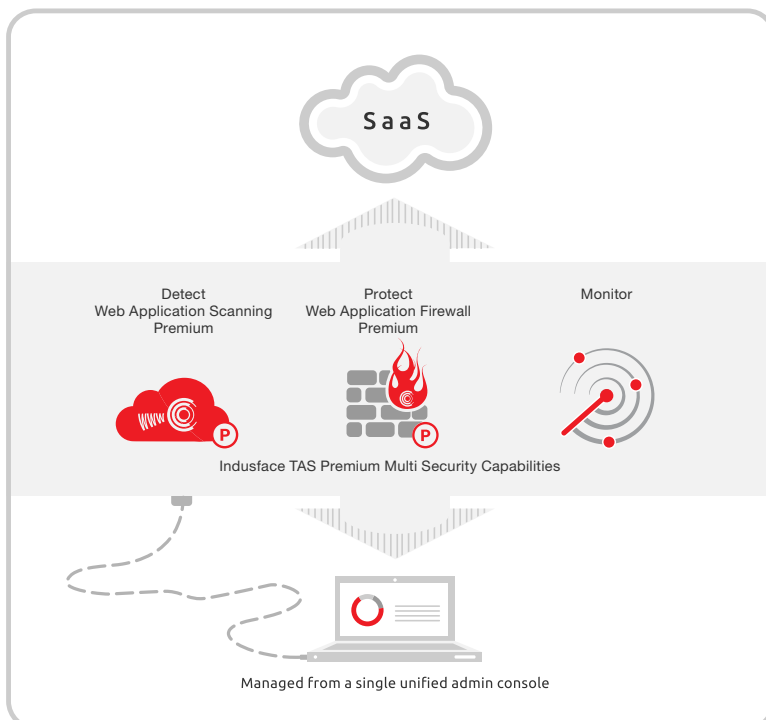 SaaS
Detect
Web Application Scanning
Premium
Protect
Web Application Firewall
Premium
Monitor
www
P
P
Indusface TAS Premium Multi Security Capabilities
Managed from a single unified admin console